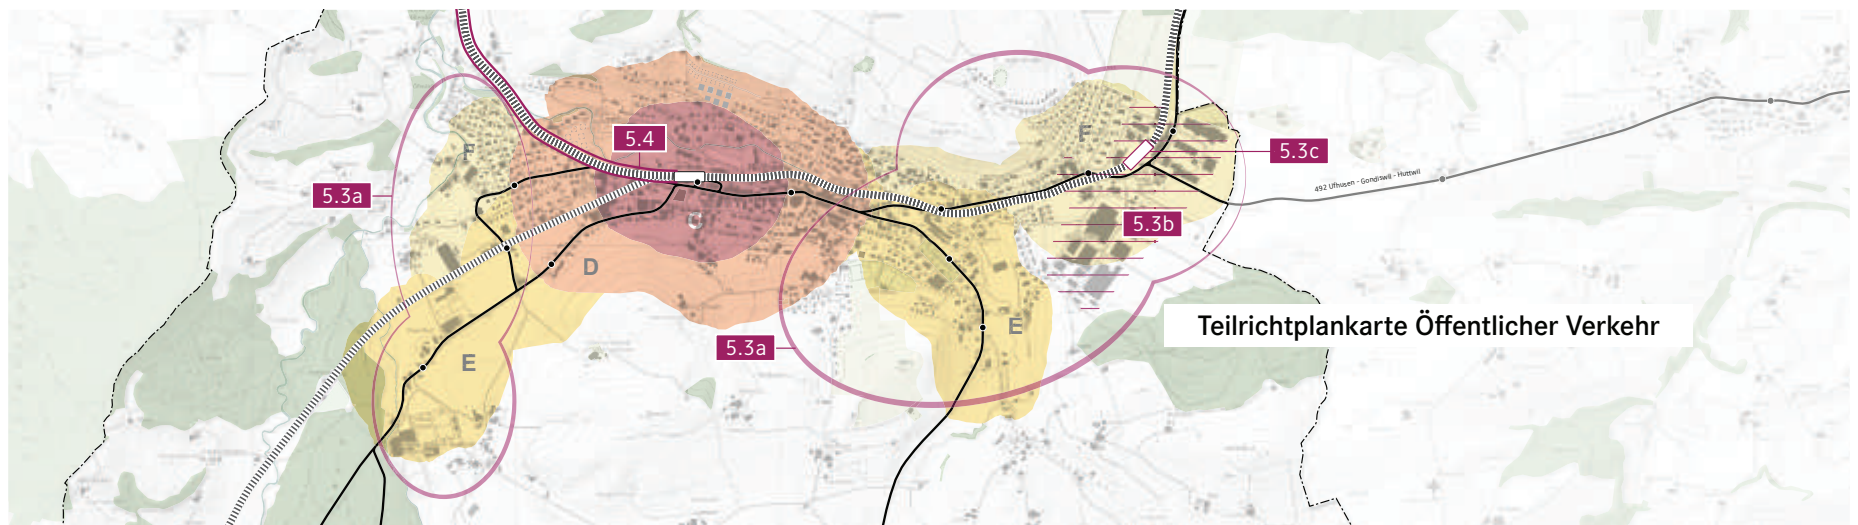 F
5.4
F
5.3c
5.3a
492 Ufhusen - Gondiswil - Huttwil
C
5.3b
D
Teilrichtplankarte Öffentlicher Verkehr
E
5.3a
E